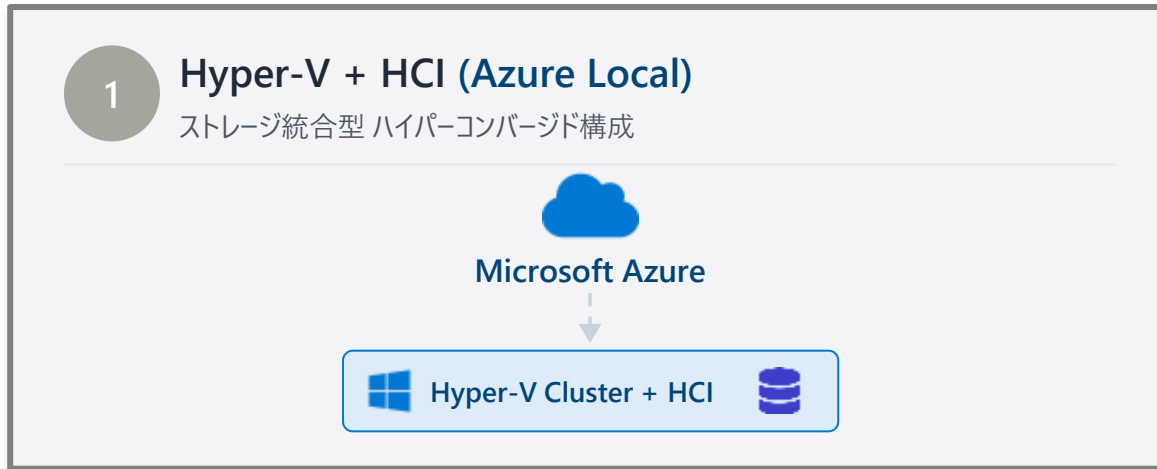 1
Hyper-V + HCI (Azure Local)
ストレージ統合型 ハイパーコンバージド構成
Microsoft Azure
Hyper-V Cluster + HCI